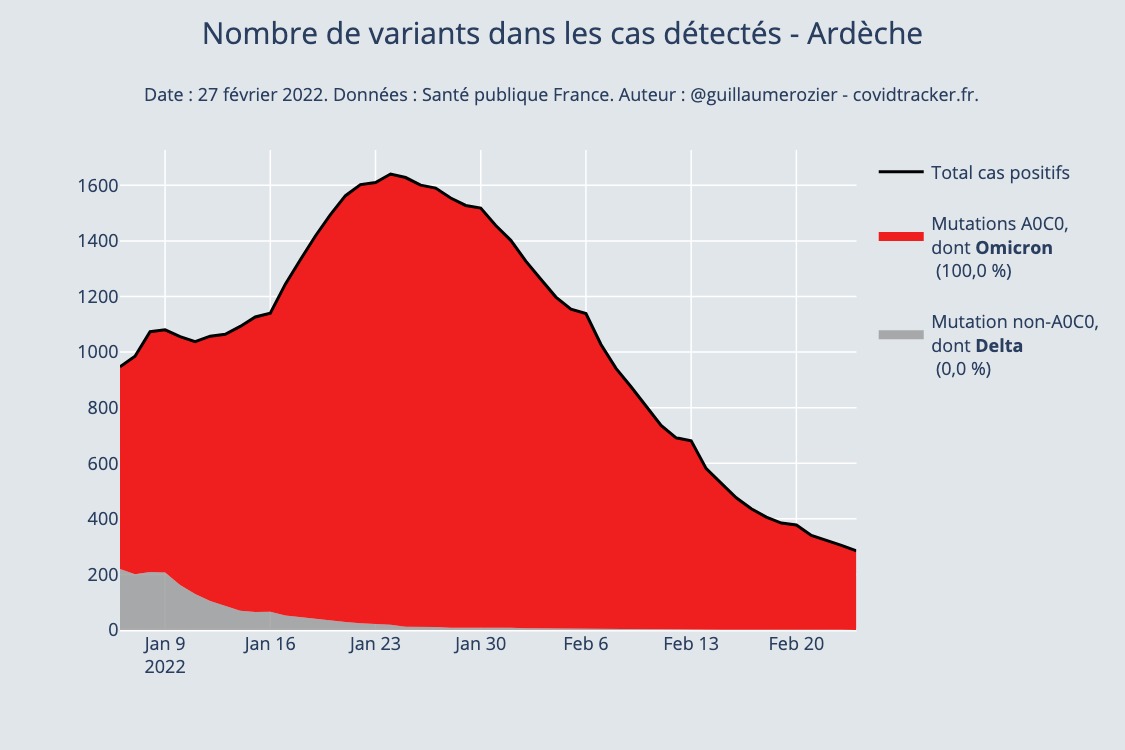 Nombre de variants dans les cas détectés - Ardèche
Date : 27 février 2022. Données : Santé publique France. Auteur : @guillaumerozier - covidtracker.fr.
1600
1400
1200
1000
800
600
400
200
0
Jan 9
2022
Jan 16
Jan 23
Jan 30
Feb 6
Feb 13
Feb 20
Total cas positifs
Mutations A0C0,
dont Omicron
(100,0 %)
Mutation non-A0C0,
dont Delta
(0,0 %)